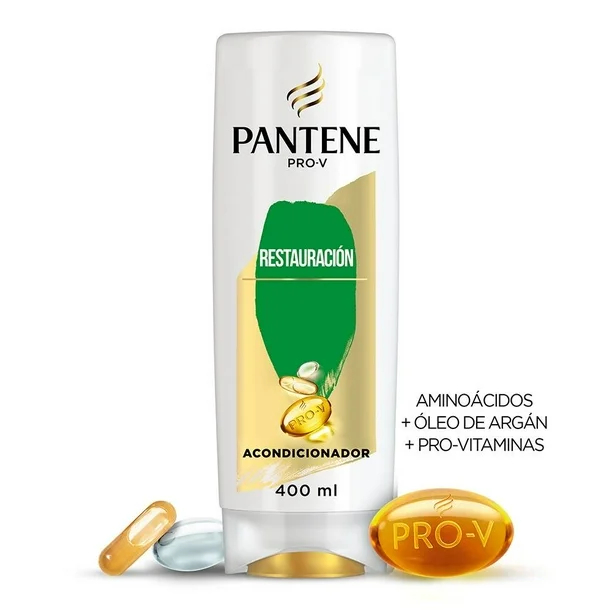 PANTENE
PRO-V
RESTAURACIÓN
PRO-V
ACONDICIONADOR
400 ml
AMINOÁCIDOS
+ ÓLEO DE ARGÁN
+ PRO-VITAMINAS
PRO-V